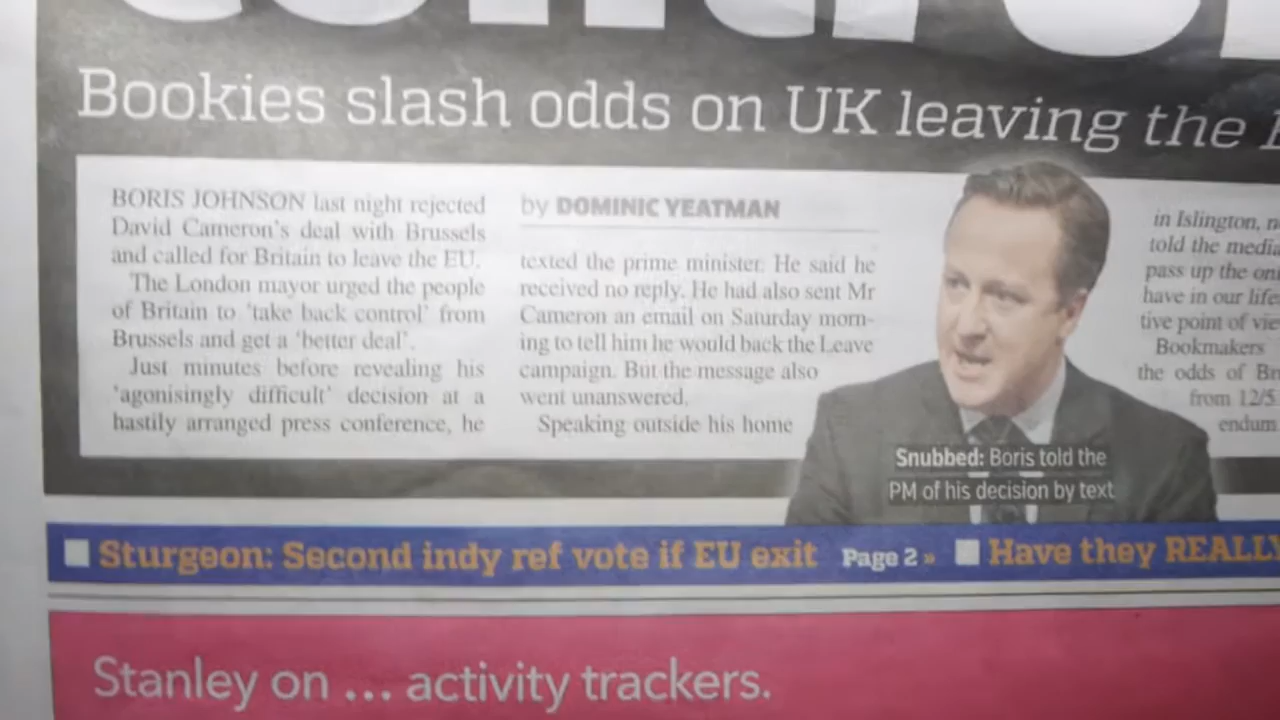 Bookies slash odds on UK leaving the
BORIS JOHNSON last night rejected
David Cameron's deal with Brussels
and called for Britain to leave the EU.
The London mayor urged the people
of Britain to 'take back control' from
Brussels and get a 'better deal'.
Just minutes before revealing his
'agonisingly difficult' decision at a
hastily arranged press conference, he
by DOMINIC YEATMAN
texted the prime minister. He said he
received no reply. He had also sent Mr
Cameron an email on Saturday morn-
ing to tell him he would back the Leave
campaign. But the message also
went unanswered.
Speaking outside his home
in Islington,
told the media
pass up the
have in our
tive point of
Bookmakers
the odds of
from 12/5
endum
Snubbed: Boris told the
PM of his decision by text
Sturgeon: Second indy ref vote if EU exit Page 2 » Have they REALLY
Stanley on ... activity trackers.